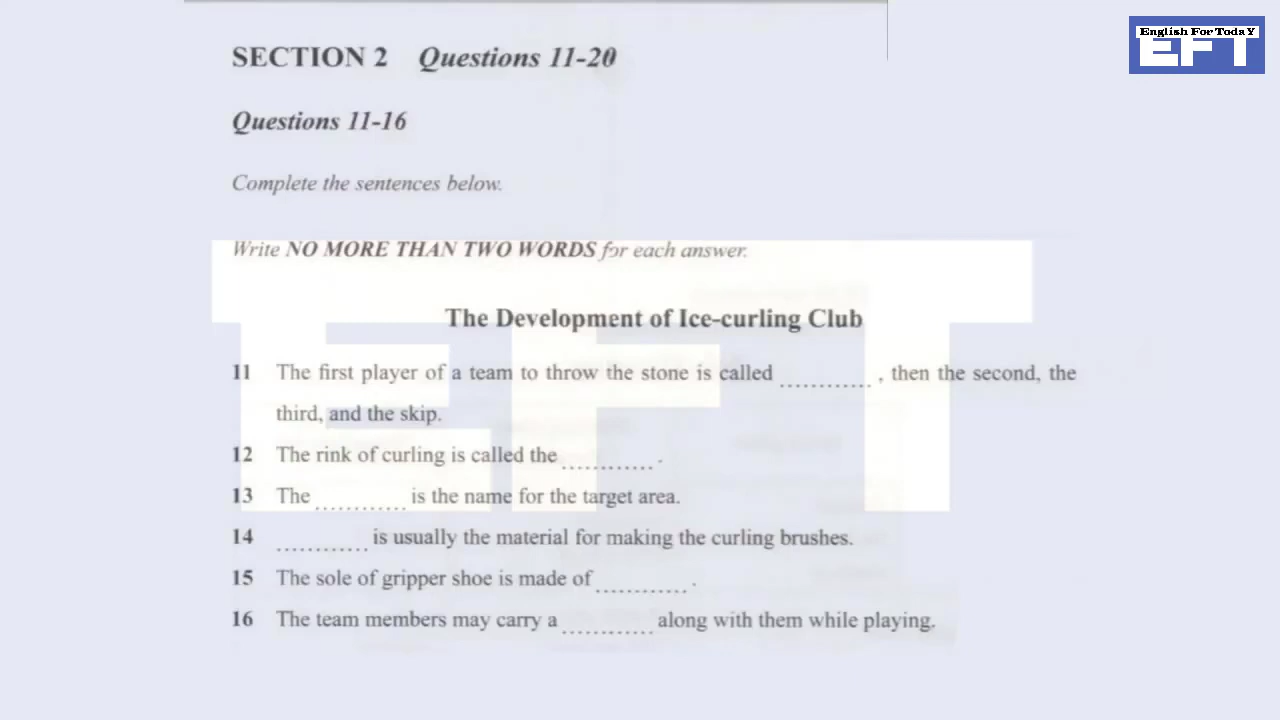 English For TodaY
EFT
SECTION 2 Questions 11-20
Questions 11-16
Complete the sentences below.
Write NO MORE THAN TWO WORDS for each answer.
The Development of Ice-curling Club
11 The first player of a team to throw the stone is called ............ , then the second, the
third, and the skip.
12 The rink of curling is called the ............ .
13 The ............ is the name for the target area.
14 ............ is usually the material for making the curling brushes.
15 The sole of gripper shoe is made of ............ .
16 The team members may carry a ............ along with them while playing.
EFT